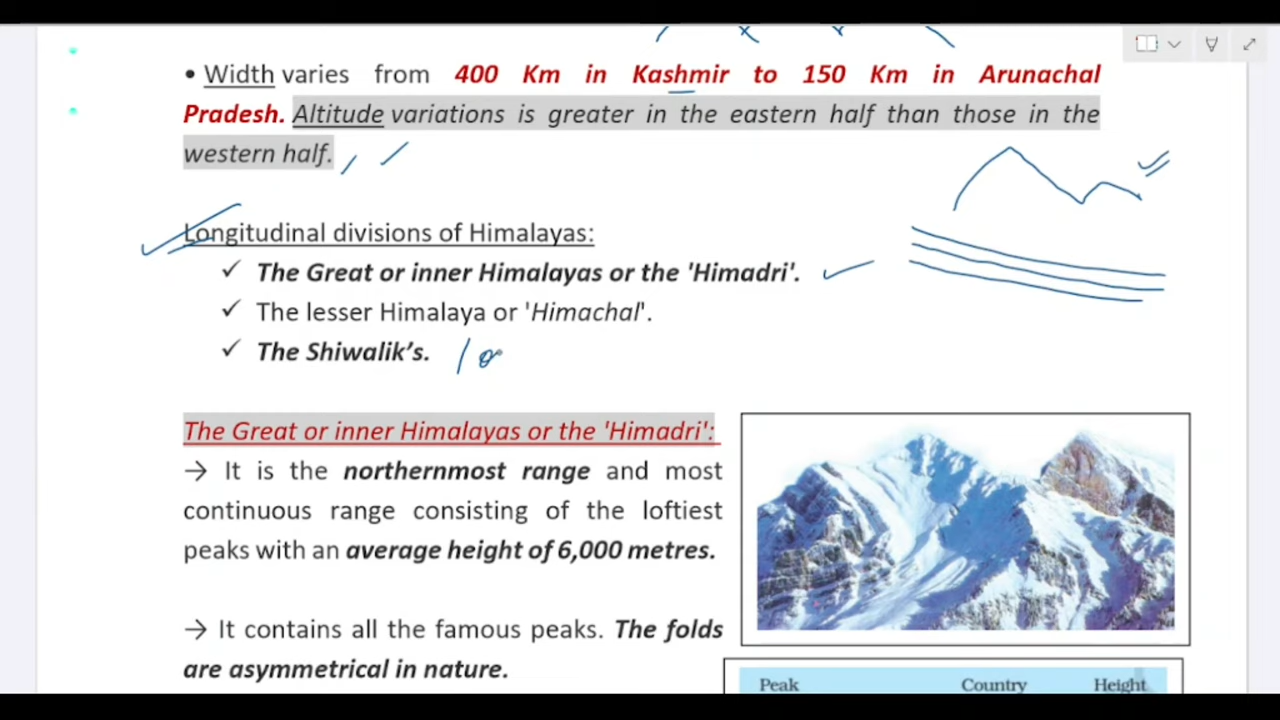 • Width varies from 400 Km in Kashmir to 150 Km in Arunachal
Pradesh. Altitude variations is greater in the eastern half than those in the
western half.
Longitudinal divisions of Himalayas:
✓ The Great or inner Himalayas or the 'Himadri'.
✓ The lesser Himalaya or 'Himachal'.
✓ The Shiwalik’s.
The Great or inner Himalayas or the 'Himadri':
→ It is the northernmost range and most
continuous range consisting of the loftiest
peaks with an average height of 6,000 metres.
→ It contains all the famous peaks. The folds
are asymmetrical in nature.
Peak Country Height